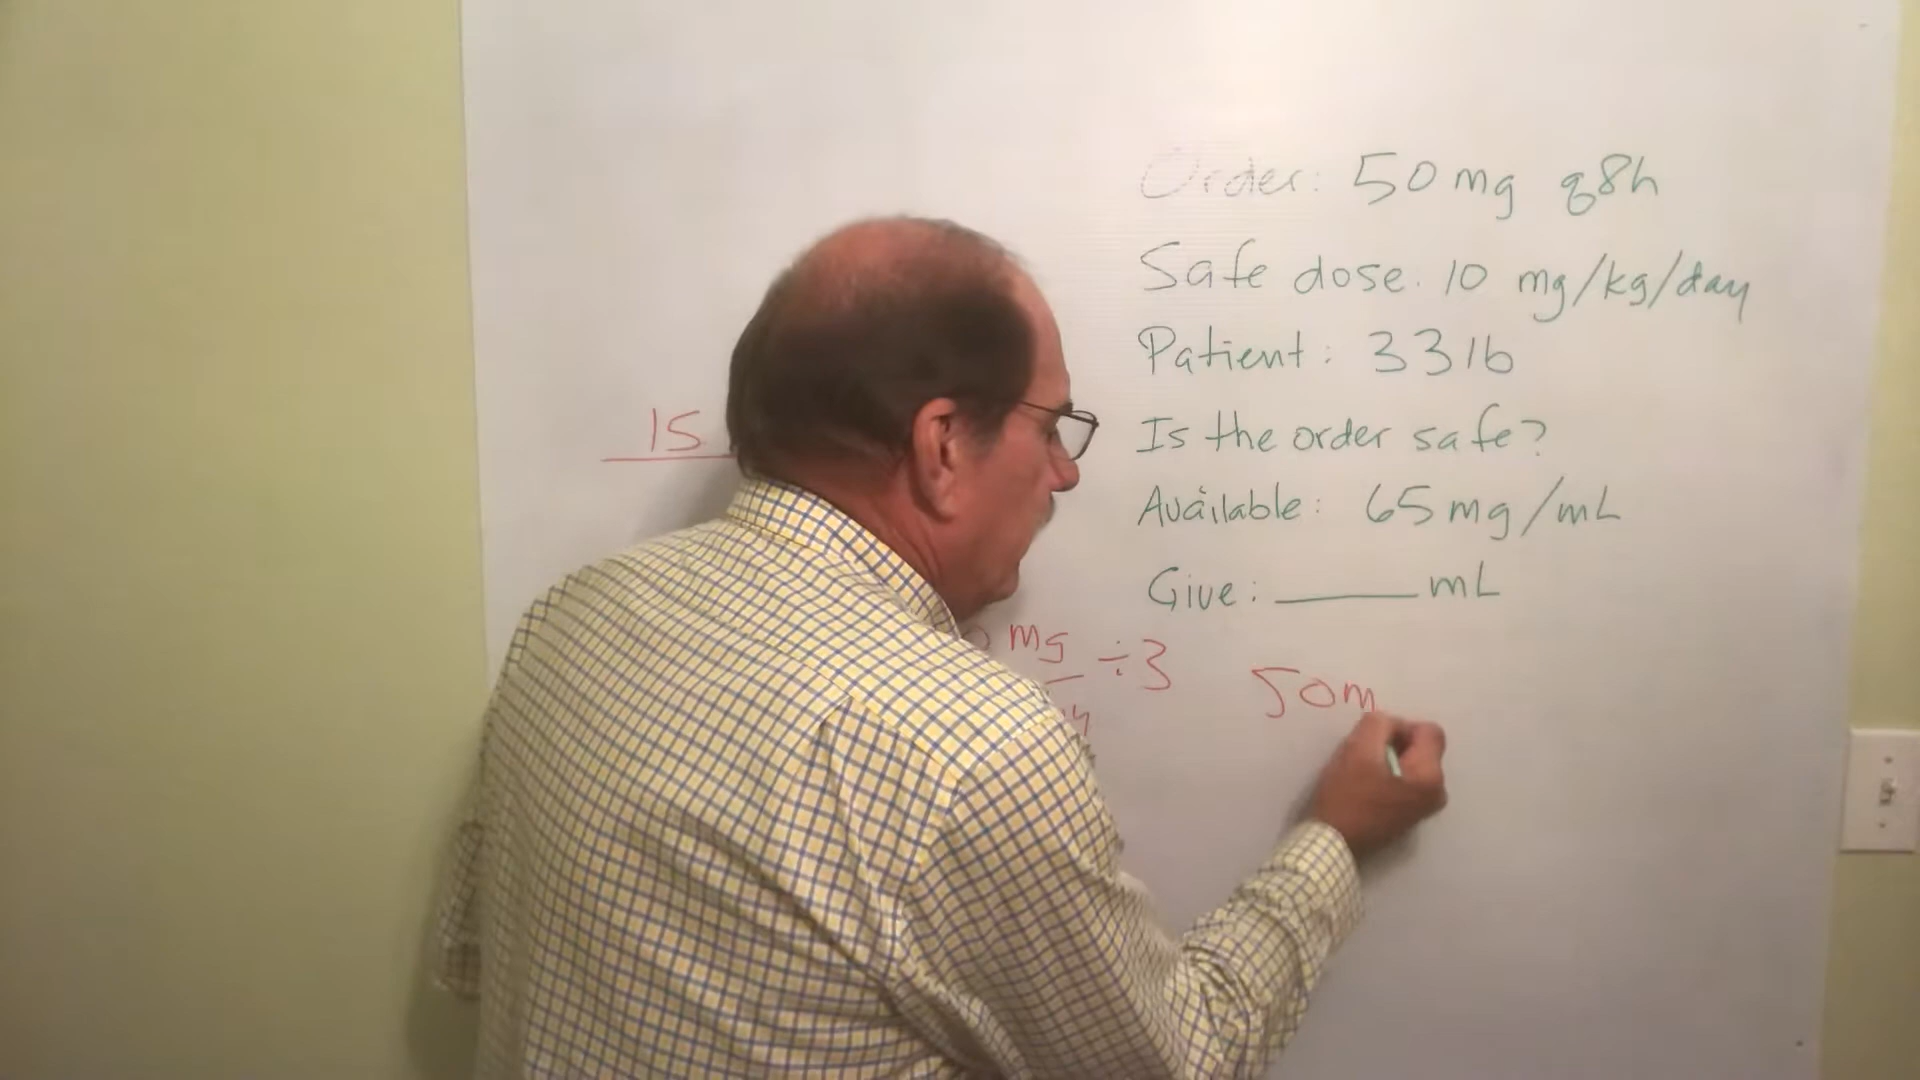 Order: 50 mg q8h
Safe dose: 10 mg/kg/day
Patient: 33 lb
15
Is the order safe?
Available: 65 mg/mL
Give: ______ mL
mg ÷3
50m